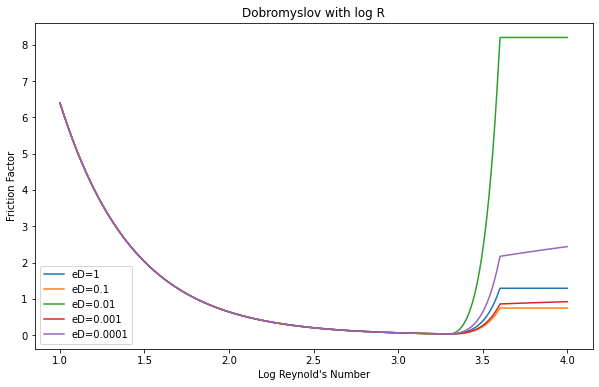 Dobromyslov with log R
Friction Factor
8
7
6
5
4
3
2
1
0
eD=1
eD=0.1
eD=0.01
eD=0.001
eD=0.0001
1.0 1.5 2.0 2.5 3.0 3.5 4.0
Log Reynold's Number